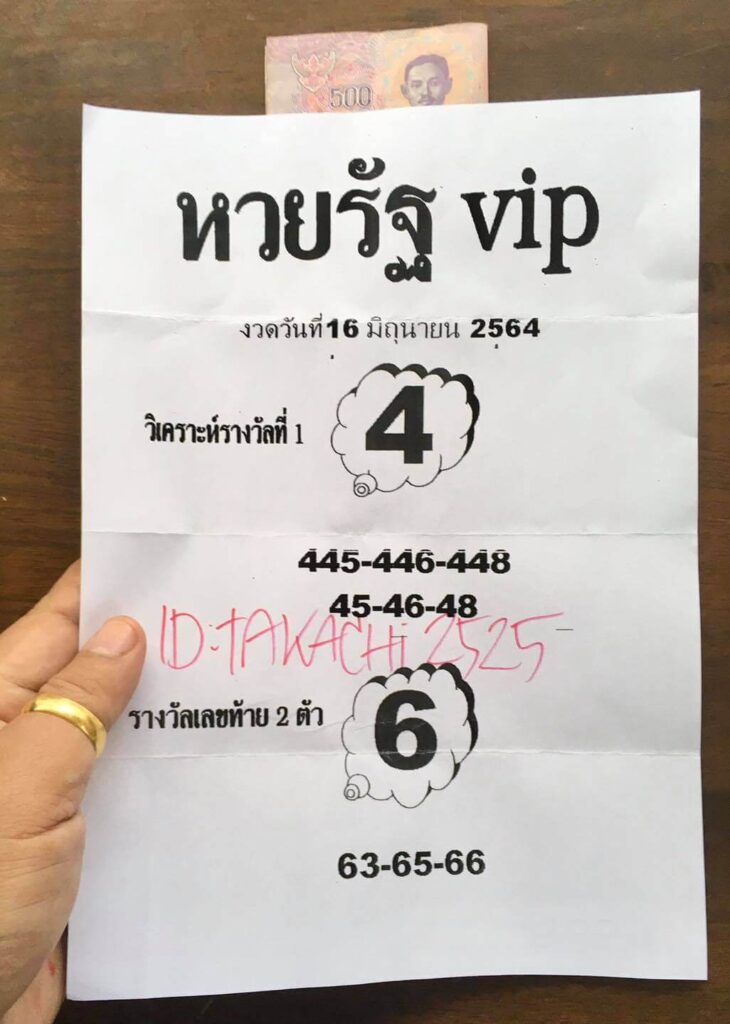 500
หวยรัฐ vip
งวดวันที่16 มิถุนายน 2564
วิเคราะห์รางวัลที่ 1
4
445-446-448
45-46-48
ID:TAKACHi 2525
รางวัลเลขท้าย 2 ตัว
6
63-65-66